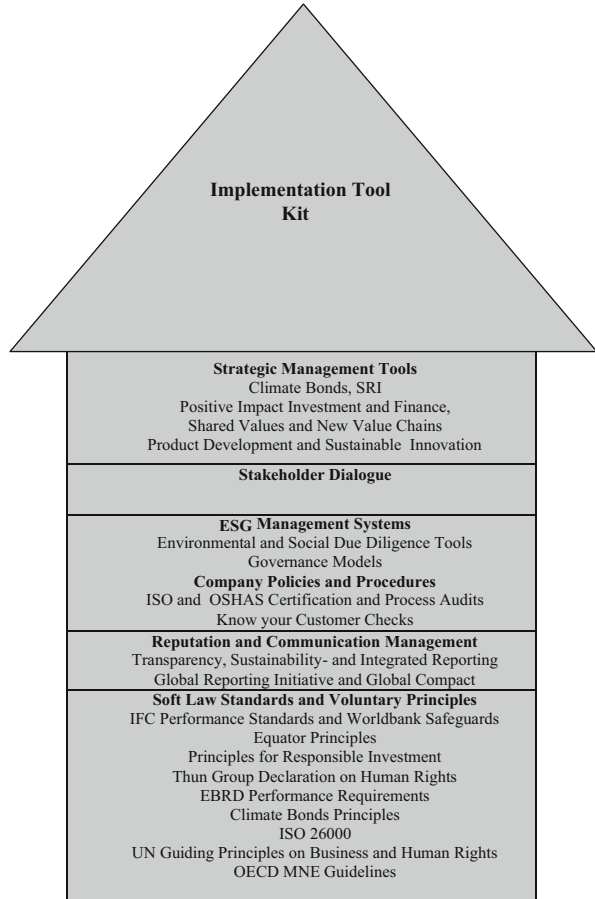 Implementation Tool
Kit
Strategic Management Tools
Climate Bonds, SRI
Positive Impact Investment and Finance,
Shared Values and New Value Chains
Product Development and Sustainable Innovation
Stakeholder Dialogue
ESG Management Systems
Environmental and Social Due Diligence Tools
Governance Models
Company Policies and Procedures
ISO and OSHAS Certification and Process Audits
Know your Customer Checks
Reputation and Communication Management
Transparency, Sustainability- and Integrated Reporting
Global Reporting Initiative and Global Compact
Soft Law Standards and Voluntary Principles
IFC Performance Standards and Worldbank Safeguards
Equator Principles
Principles for Responsible Investment
Thun Group Declaration on Human Rights
EBRD Performance Requirements
Climate Bonds Principles
ISO 26000
UN Guiding Principles on Business and Human Rights
OECD MNE Guidelines